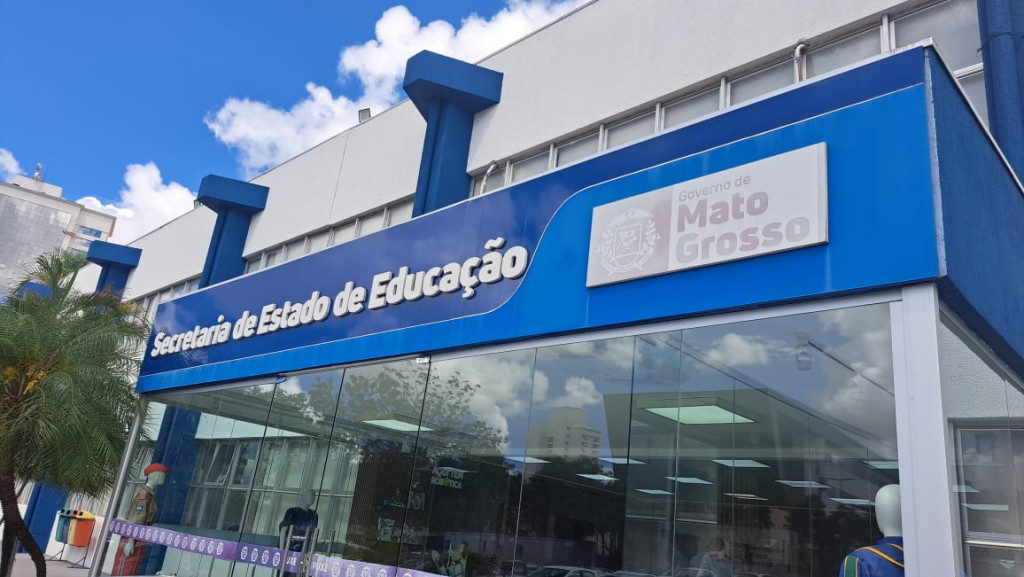 Secretaria de Estado de Educação
Governo de
Mato
Grosso